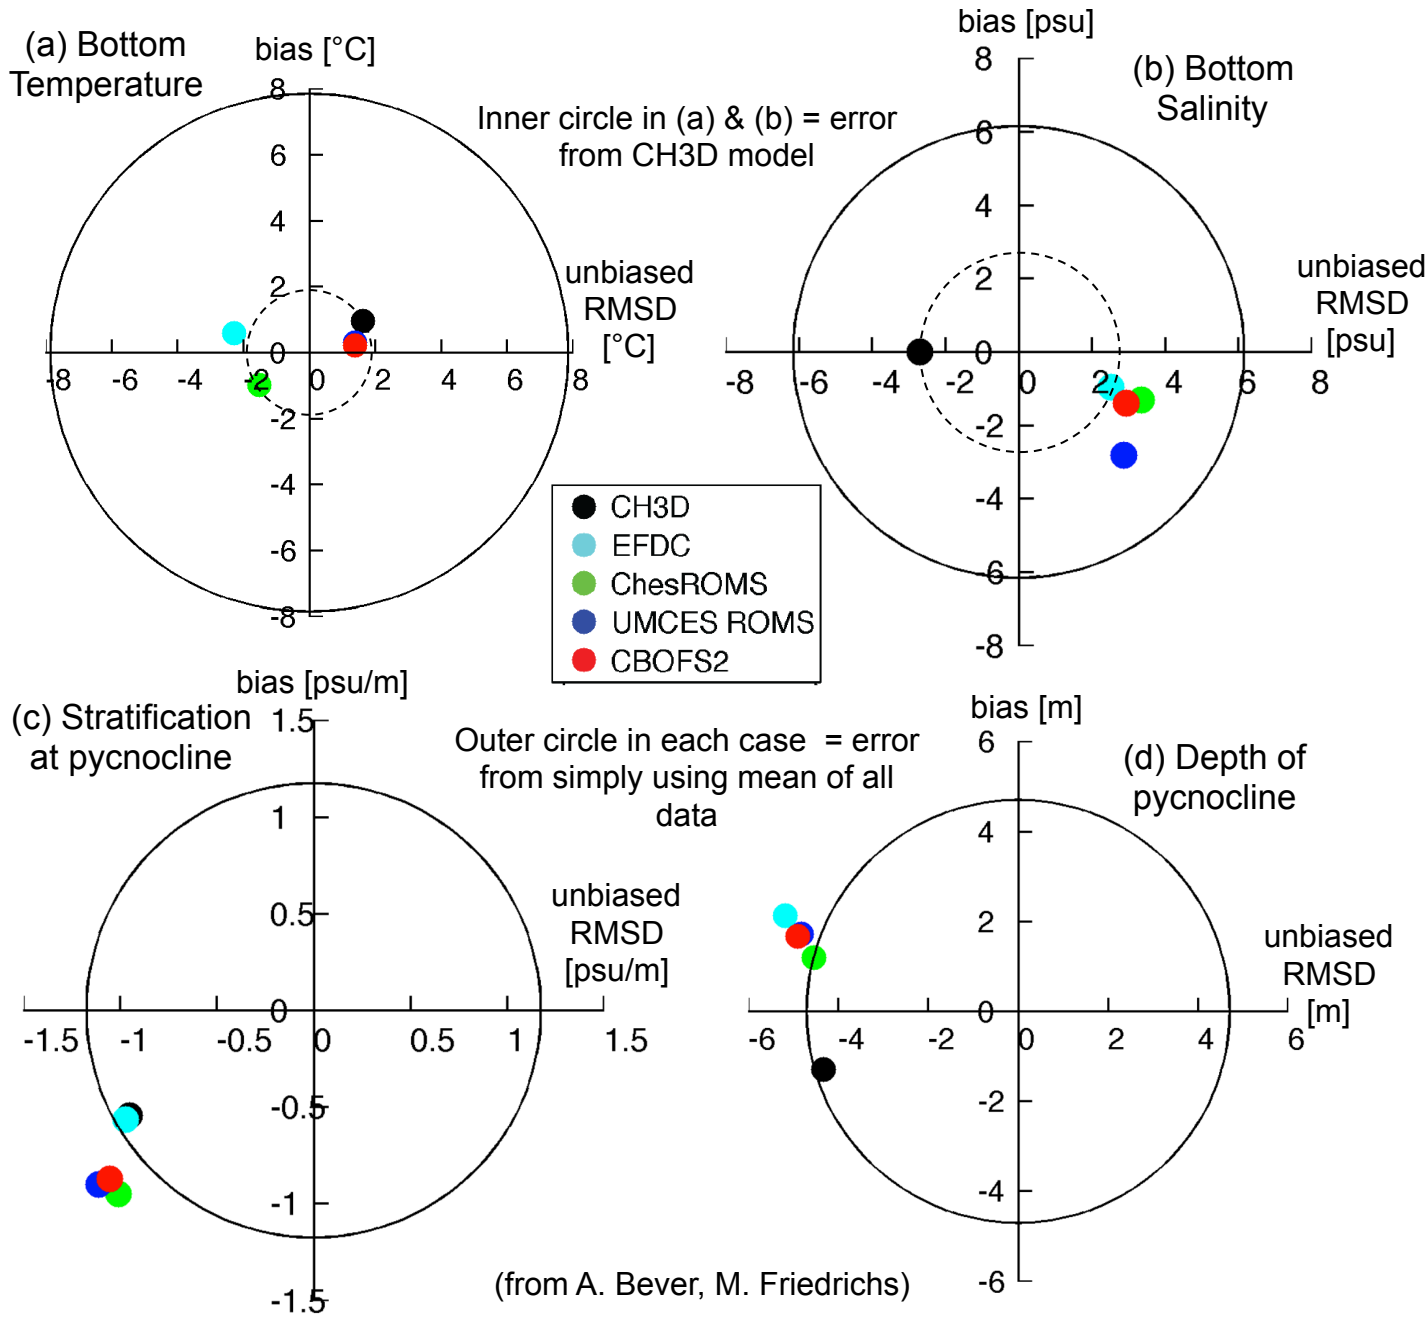 (a) Bottom
Temperature
bias [°C]
8
6
4
2
0
-2
-4
-6
-8
-8 -6 -4 -2 0 2 4 6 8
unbiased
RMSD
[°C]
Inner circle in (a) & (b) = error
from CH3D model
bias [psu]
(b) Bottom
Salinity
8
6
4
2
0
-2
-4
-6
-8
-8 -6 -4 -2 0 2 4 6 8
unbiased
RMSD
[psu]
CH3D
EFDC
ChesROMS
UMCES ROMS
CBOFS2
bias [psu/m]
(c) Stratification
at pycnocline
1.5
1
0.5
0
-0.5
-1
-1.5
-1.5 -1 -0.5 0 0.5 1 1.5
unbiased
RMSD
[psu/m]
Outer circle in each case = error
from simply using mean of all
data
bias [m]
(d) Depth of
pycnocline
6
4
2
0
-2
-4
-6
-6 -4 -2 0 2 4 6
unbiased
RMSD
[m]
(from A. Bever, M. Friedrichs)